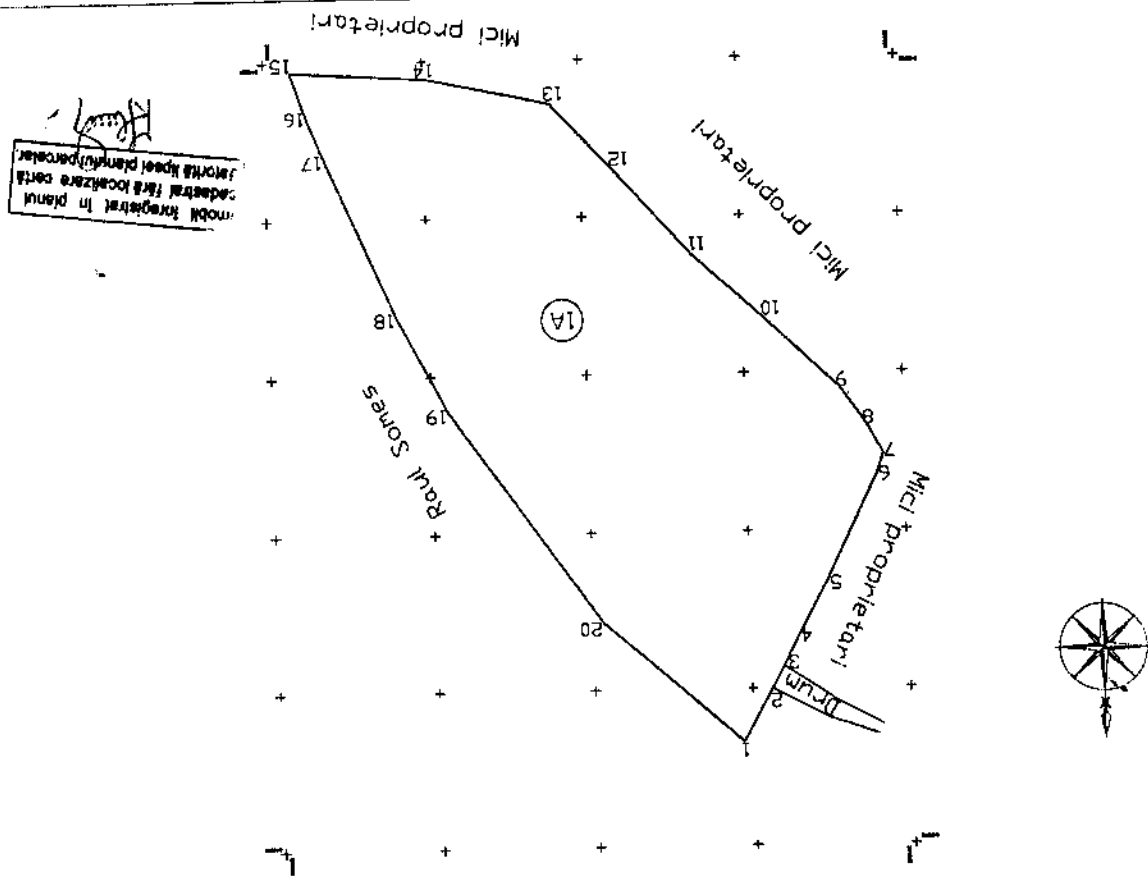 1
2
Drum
3
4
20
5
Mici proprietari
6
7
Raul Somes
19
8
9
18
1A
10
11
Mici proprietari
17
12
16
13
15
14
Mici proprietari
imobil înregistrat în planul
cadastral fără localizare certă
datorită lipsei planului parcelar